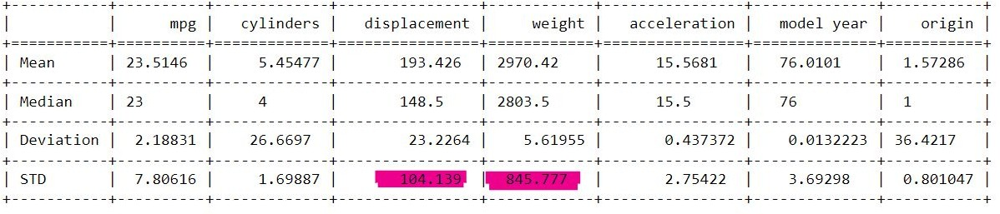 +-----------+----------+------------+---------------+-----------+---------------+-------------+----------+
| | mpg | cylinders | displacement | weight | acceleration | model year | origin |
+===========+==========+============+===============+===========+===============+=============+==========+
| Mean | 23.5146 | 5.45477 | 193.426 | 2970.42 | 15.5681 | 76.0101 | 1.57286 |
+-----------+----------+------------+---------------+-----------+---------------+-------------+----------+
| Median | 23 | 4 | 148.5 | 2803.5 | 15.5 | 76 | 1 |
+-----------+----------+------------+---------------+-----------+---------------+-------------+----------+
| Deviation | 2.18831 | 26.6697 | 23.2264 | 5.61955 | 0.437372 | 0.0132223 | 36.4217 |
+-----------+----------+------------+---------------+-----------+---------------+-------------+----------+
| STD | 7.80616 | 1.69887 | 104.139 | 845.777 | 2.75422 | 3.69298 | 0.801047 |
+-----------+----------+------------+---------------+-----------+---------------+-------------+----------+